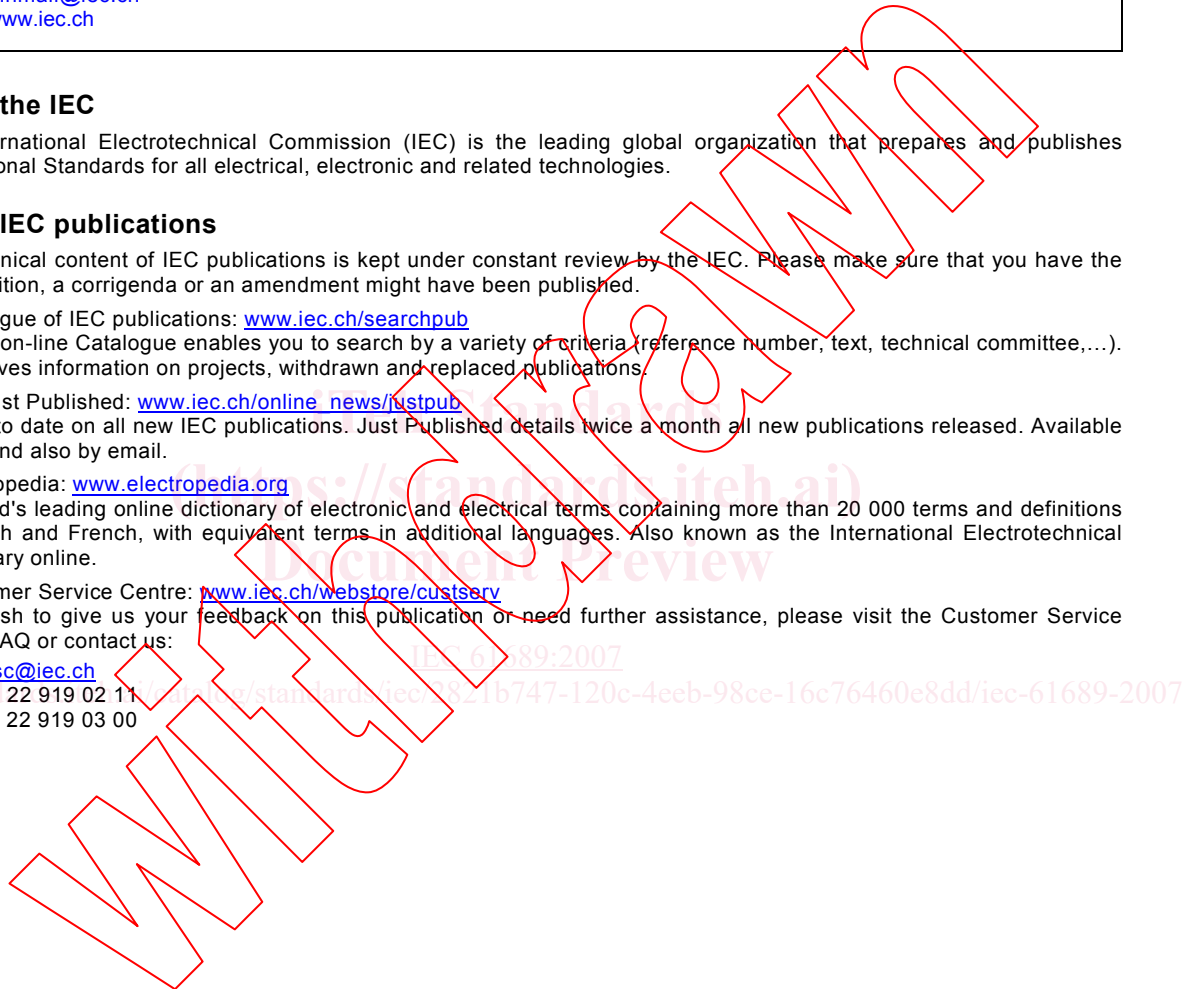 www.iec.ch
the IEC
rnational Electrotechnical Commission (IEC) is the leading global organization that prepares and publishes
onal Standards for all electrical, electronic and related technologies.
IEC publications
nical content of IEC publications is kept under constant review by the IEC. Please make sure that you have the
ition, a corrigenda or an amendment might have been published.
gue of IEC publications: www.iec.ch/searchpub
on-line Catalogue enables you to search by a variety of criteria (reference number, text, technical committee,…).
ves information on projects, withdrawn and replaced publications.
st Published: www.iec.ch/online_news/justpub
to date on all new IEC publications. Just Published details twice a month all new publications released. Available
nd also by email.
opedia: www.electropedia.org
d's leading online dictionary of electronic and electrical terms containing more than 20 000 terms and definitions
h and French, with equivalent terms in additional languages. Also known as the International Electrotechnical
ary online.
mer Service Centre: www.iec.ch/webstore/custserv
sh to give us your feedback on this publication or need further assistance, please visit the Customer Service
AQ or contact us:
sc@iec.ch
22 919 02 11
22 919 03 00
iTeh Standards
(https://standards.iteh.ai)
Document Preview
IEC 61689:2007
/catalog/standards/iec/2821b747-120c-4eeb-98ce-16c76460e8dd/iec-61689-2007
withdrawn